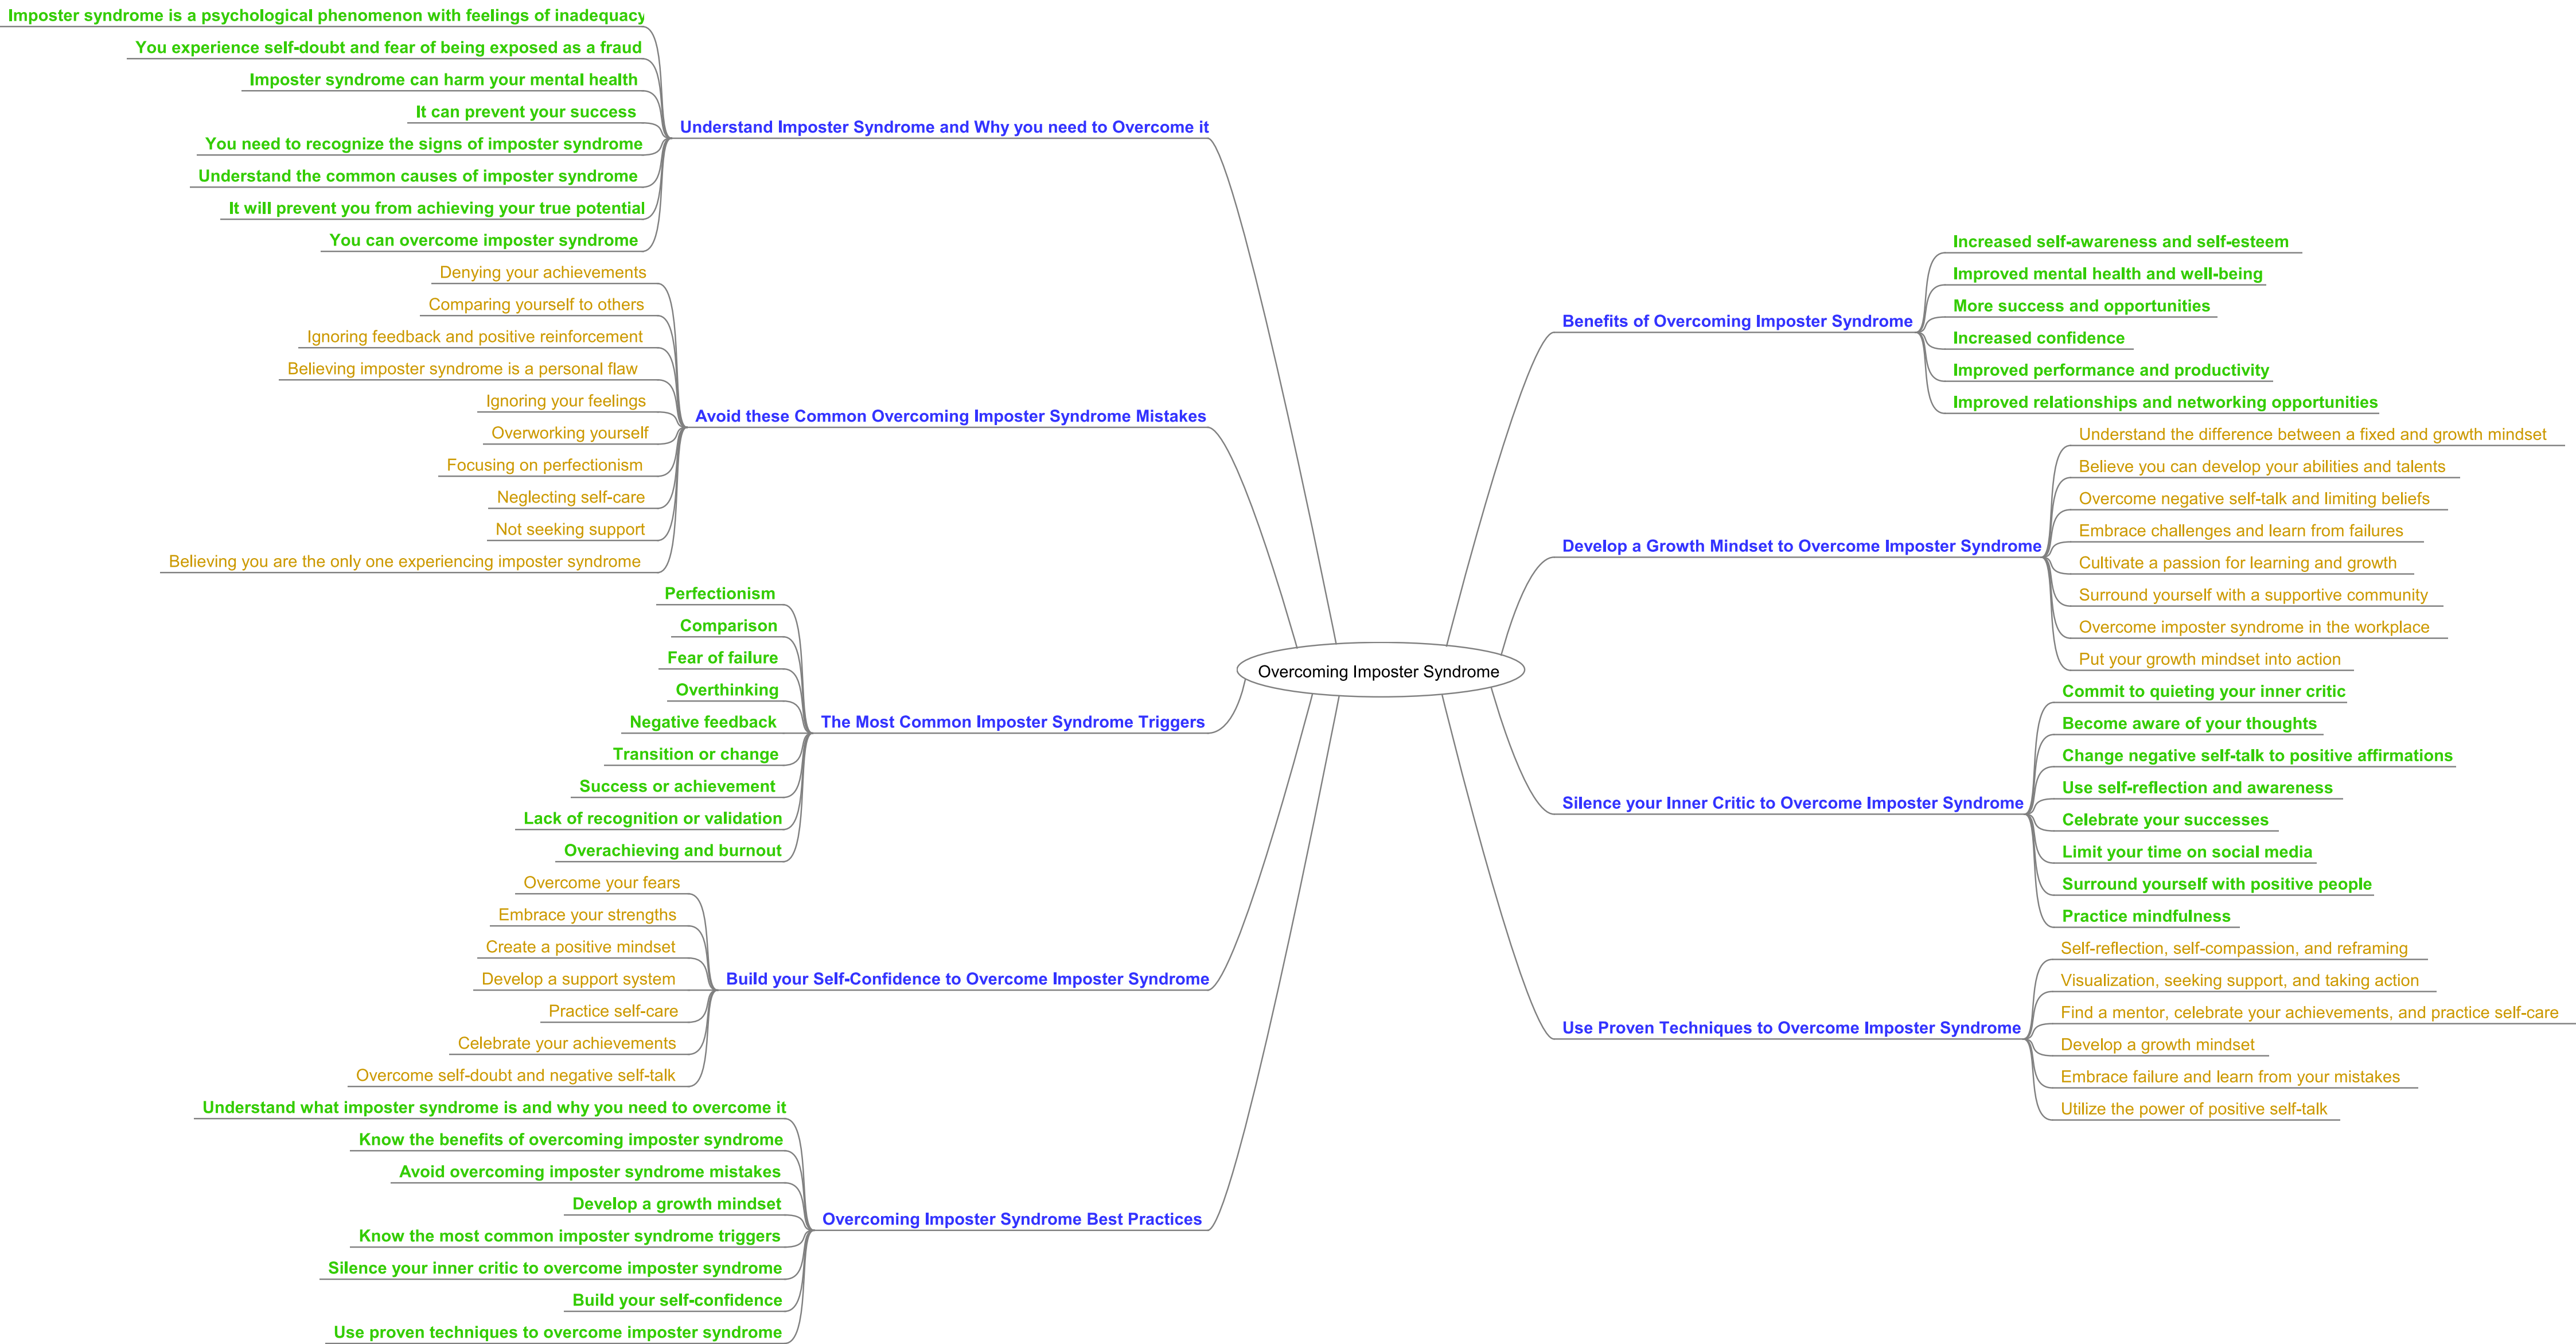 Imposter syndrome is a psychological phenomenon with feelings of inadequacy
You experience self-doubt and fear of being exposed as a fraud
Imposter syndrome can harm your mental health
It can prevent your success
You need to recognize the signs of imposter syndrome
Understand the common causes of imposter syndrome
It will prevent you from achieving your true potential
You can overcome imposter syndrome
Understand Imposter Syndrome and Why you need to Overcome it
Denying your achievements
Comparing yourself to others
Ignoring feedback and positive reinforcement
Believing imposter syndrome is a personal flaw
Ignoring your feelings
Overworking yourself
Focusing on perfectionism
Neglecting self-care
Not seeking support
Believing you are the only one experiencing imposter syndrome
Avoid these Common Overcoming Imposter Syndrome Mistakes
Perfectionism
Comparison
Fear of failure
Overthinking
Negative feedback
Transition or change
Success or achievement
Lack of recognition or validation
Overachieving and burnout
The Most Common Imposter Syndrome Triggers
Overcome your fears
Embrace your strengths
Create a positive mindset
Develop a support system
Practice self-care
Celebrate your achievements
Overcome self-doubt and negative self-talk
Build your Self-Confidence to Overcome Imposter Syndrome
Understand what imposter syndrome is and why you need to overcome it
Know the benefits of overcoming imposter syndrome
Avoid overcoming imposter syndrome mistakes
Develop a growth mindset
Know the most common imposter syndrome triggers
Silence your inner critic to overcome imposter syndrome
Build your self-confidence
Use proven techniques to overcome imposter syndrome
Overcoming Imposter Syndrome Best Practices
Overcoming Imposter Syndrome
Benefits of Overcoming Imposter Syndrome
Increased self-awareness and self-esteem
Improved mental health and well-being
More success and opportunities
Increased confidence
Improved performance and productivity
Improved relationships and networking opportunities
Develop a Growth Mindset to Overcome Imposter Syndrome
Understand the difference between a fixed and growth mindset
Believe you can develop your abilities and talents
Overcome negative self-talk and limiting beliefs
Embrace challenges and learn from failures
Cultivate a passion for learning and growth
Surround yourself with a supportive community
Overcome imposter syndrome in the workplace
Put your growth mindset into action
Silence your Inner Critic to Overcome Imposter Syndrome
Commit to quieting your inner critic
Become aware of your thoughts
Change negative self-talk to positive affirmations
Use self-reflection and awareness
Celebrate your successes
Limit your time on social media
Surround yourself with positive people
Practice mindfulness
Use Proven Techniques to Overcome Imposter Syndrome
Self-reflection, self-compassion, and reframing
Visualization, seeking support, and taking action
Find a mentor, celebrate your achievements, and practice self-care
Develop a growth mindset
Embrace failure and learn from your mistakes
Utilize the power of positive self-talk